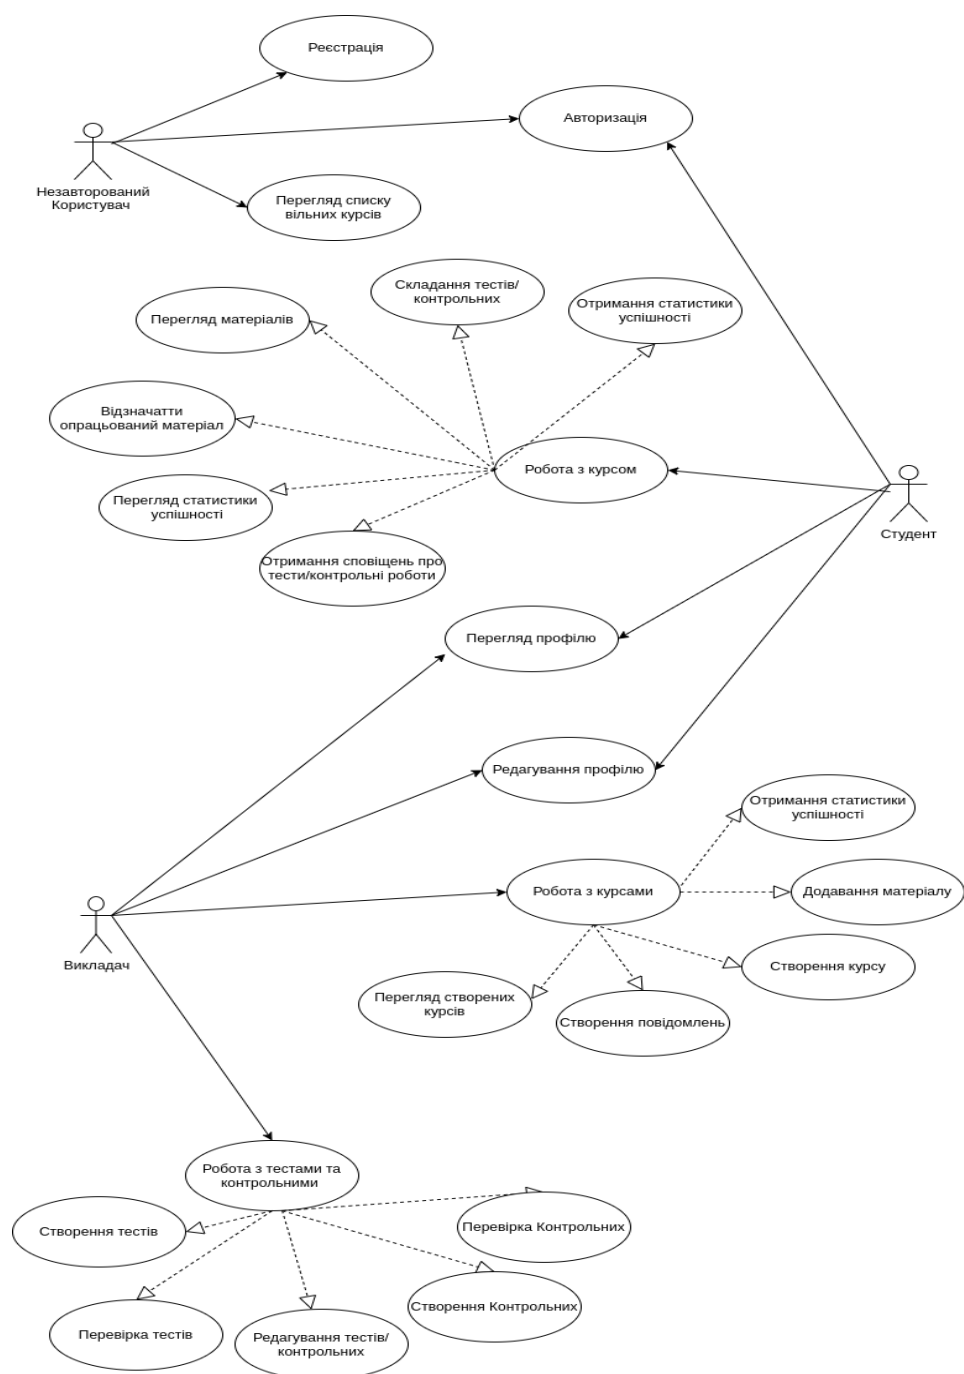 Реєстрація
Авторизація
Незавторований
Користувач
Перегляд списку
вільних курсів
Складання тестів/
контрольних
Отримання статистики
успішності
Перегляд матеріалів
Відзначатти
опрацьований матеріал
Робота з курсом
Перегляд статистики
успішності
Студент
Отримання сповіщень про
тести/контрольні роботи
Перегляд профілю
Редагування профілю
Отримання статистики
успішності
Робота з курсами
Додавання матеріалу
Викладач
Створення курсу
Перегляд створених
курсів
Створення повідомлень
Робота з тестами та
контрольними
Створення тестів
Перевірка Контрольних
Створення Контрольних
Перевірка тестів
Редагування тестів/
контрольних